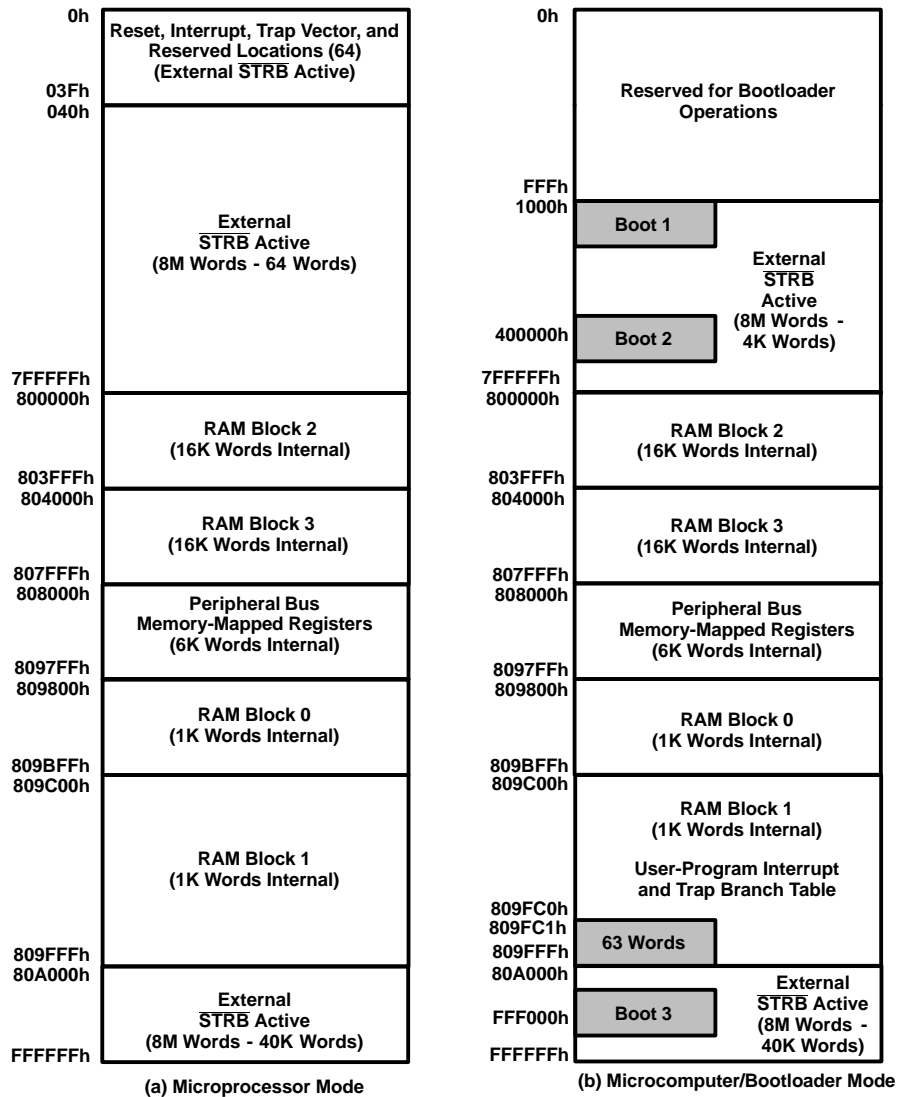 0h
Reset, Interrupt, Trap Vector, and
Reserved Locations (64)
(External STRB Active)
03Fh
040h
External
STRB Active
(8M Words - 64 Words)
7FFFFFh
800000h
RAM Block 2
(16K Words Internal)
803FFFh
804000h
RAM Block 3
(16K Words Internal)
807FFFh
808000h
Peripheral Bus
Memory-Mapped Registers
(6K Words Internal)
8097FFh
809800h
RAM Block 0
(1K Words Internal)
809BFFh
809C00h
RAM Block 1
(1K Words Internal)
809FFFh
80A000h
External
STRB Active
(8M Words - 40K Words)
FFFFFFh
(a) Microprocessor Mode
0h
Reserved for Bootloader
Operations
FFFh
1000h
Boot 1
External
STRB
Active
(8M Words -
4K Words)
400000h
Boot 2
7FFFFFh
800000h
RAM Block 2
(16K Words Internal)
803FFFh
804000h
RAM Block 3
(16K Words Internal)
807FFFh
808000h
Peripheral Bus
Memory-Mapped Registers
(6K Words Internal)
8097FFh
809800h
RAM Block 0
(1K Words Internal)
809BFFh
809C00h
RAM Block 1
(1K Words Internal)
User-Program Interrupt
and Trap Branch Table
809FC0h
809FC1h
63 Words
809FFFh
80A000h
External
STRB Active
(8M Words -
40K Words)
Boot 3
FFF000h
FFFFFFh
(b) Microcomputer/Bootloader Mode